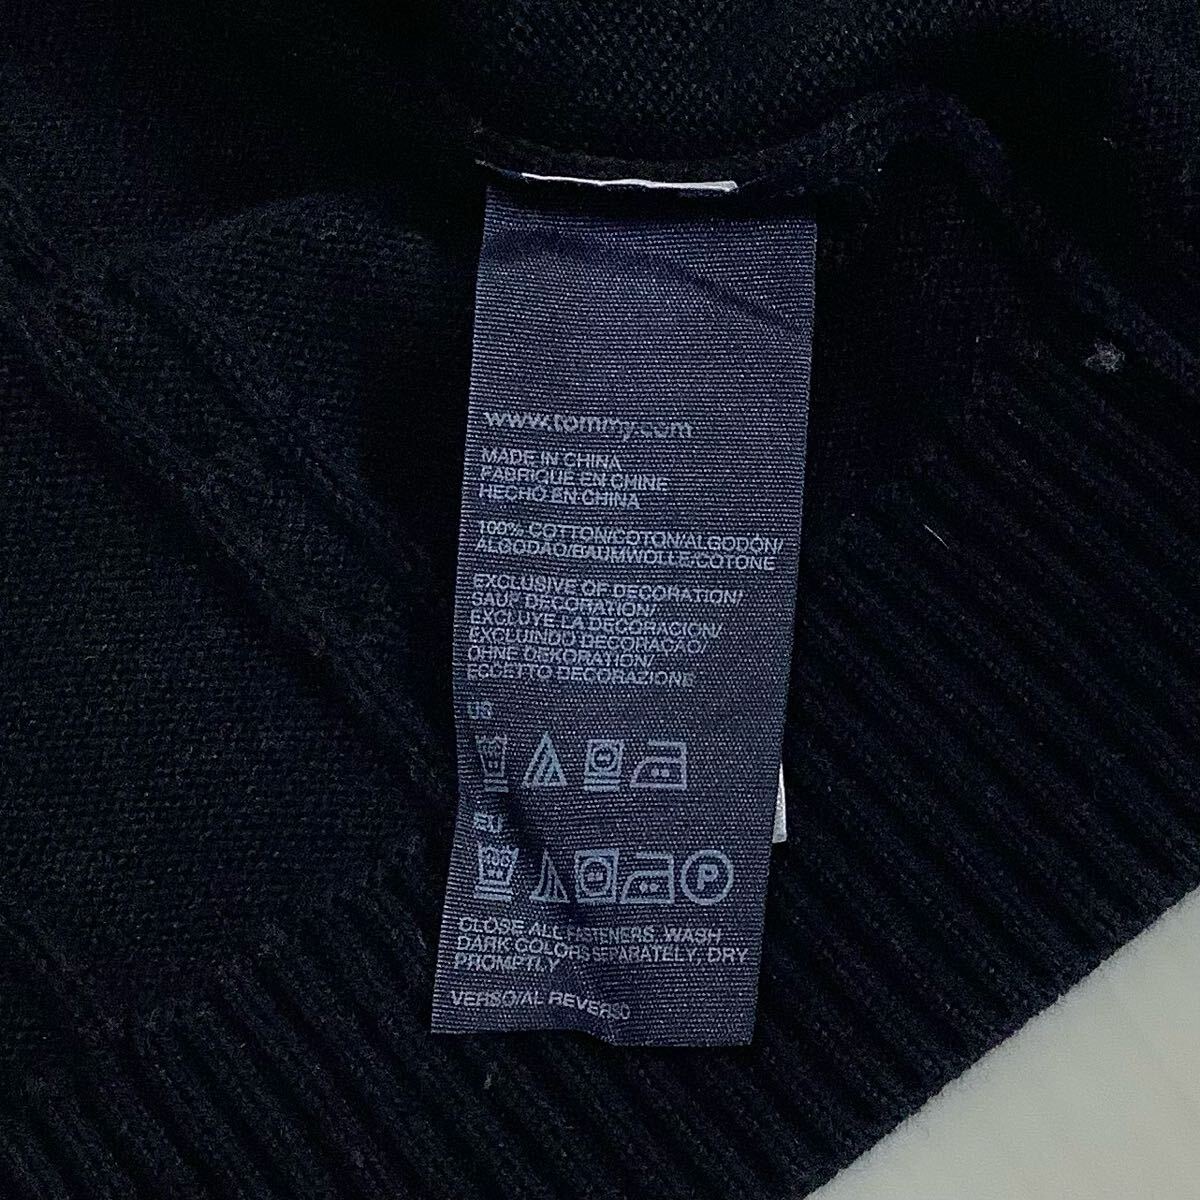 www.tommy.com
MADE IN CHINA
FABRIQUE EN CHINE
HECHO EN CHINA
100% COTTON/COTON/ALGODÓN/
ALGODÃO/BAUMWOLLE/COTONE
EXCLUSIVE OF DECORATION/
SAUF DECORATION/
EXCLUYE LA DECORACION/
EXCLUINDO DECORAÇAO/
OHNE DEKORATION/
ECCETTO DECORAZIONE
US
EU
P
CLOSE ALL FASTENERS, WASH
DARK COLORS SEPARATELY, DRY
PROMPTLY
VERSO/AL REVERSO